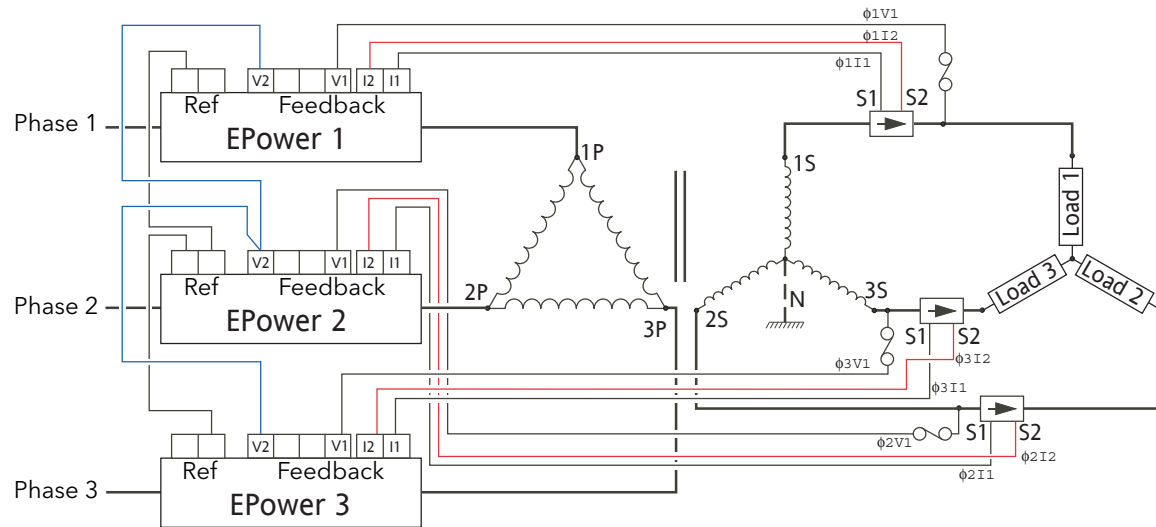 ϕ1V1
ϕ1I2
ϕ1I1
V2 V1 I2 I1
Ref Feedback
EPower 1
Phase 1
S1 S2
1P
1S
Load 1
V2 V1 I2 I1
Ref Feedback
EPower 2
Phase 2
2P
3P
N
2S
3S
Load 3
Load 2
S1 S2
ϕ3V1
ϕ3I2
ϕ3I1
V2 V1 I2 I1
Ref Feedback
EPower 3
Phase 3
S1 S2
ϕ2V1
ϕ2I2
ϕ2I1